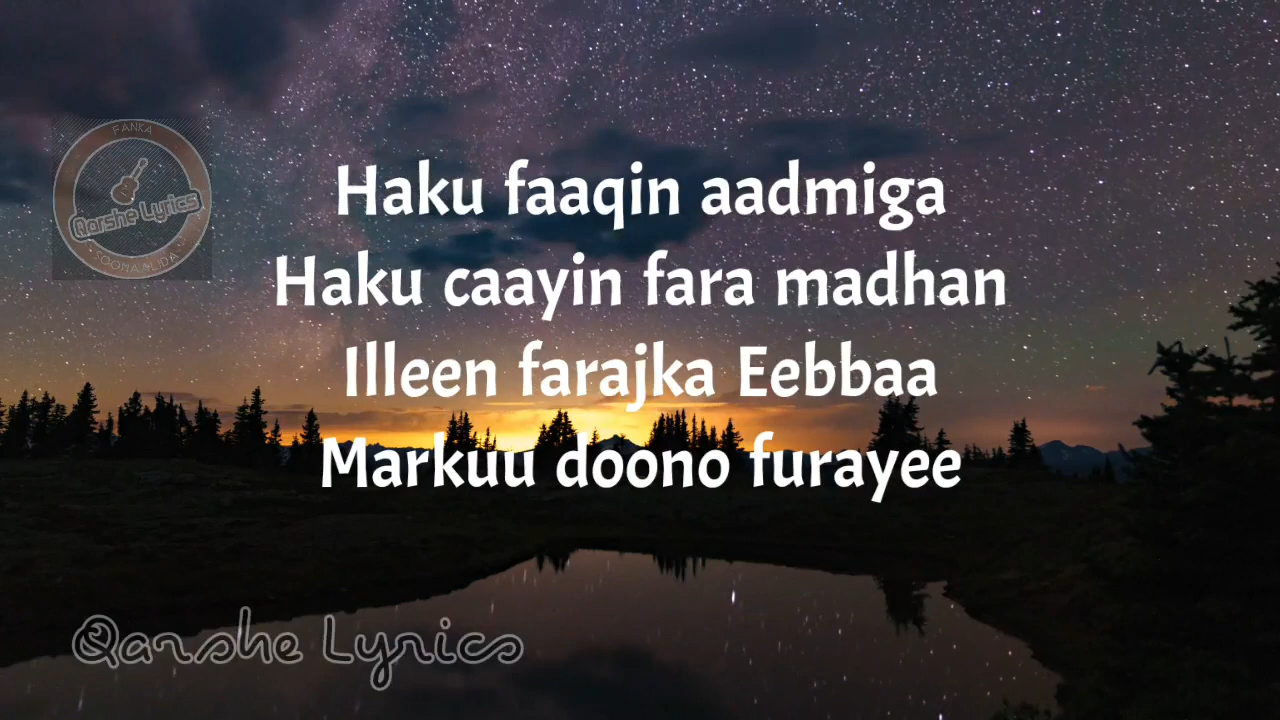 FANKA
Qarshe Lyrics
SOOMAALIDA
Haku faaqin aadmiga
Haku caayin fara madhan
Illeen farajka Eebbaa
Markuu doono furayee
Qarshe Lyrics